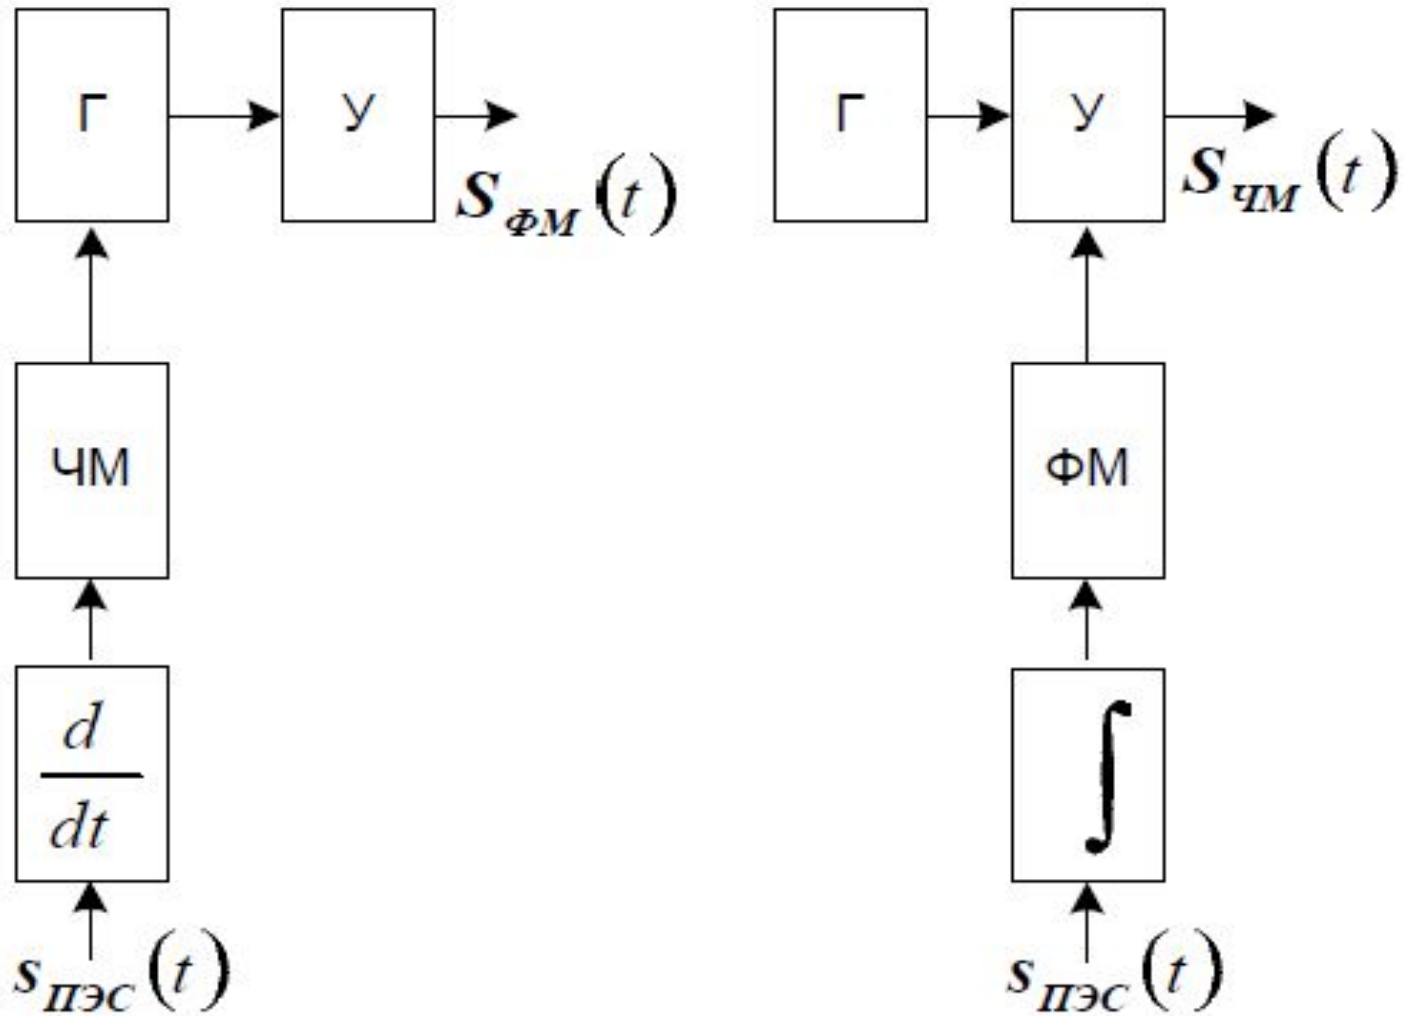 Г У
S_ФМ(t)
Г У
S_ЧМ(t)
ЧМ
ФМ
d
dt
∫
s_ПЭС(t)
s_ПЭС(t)